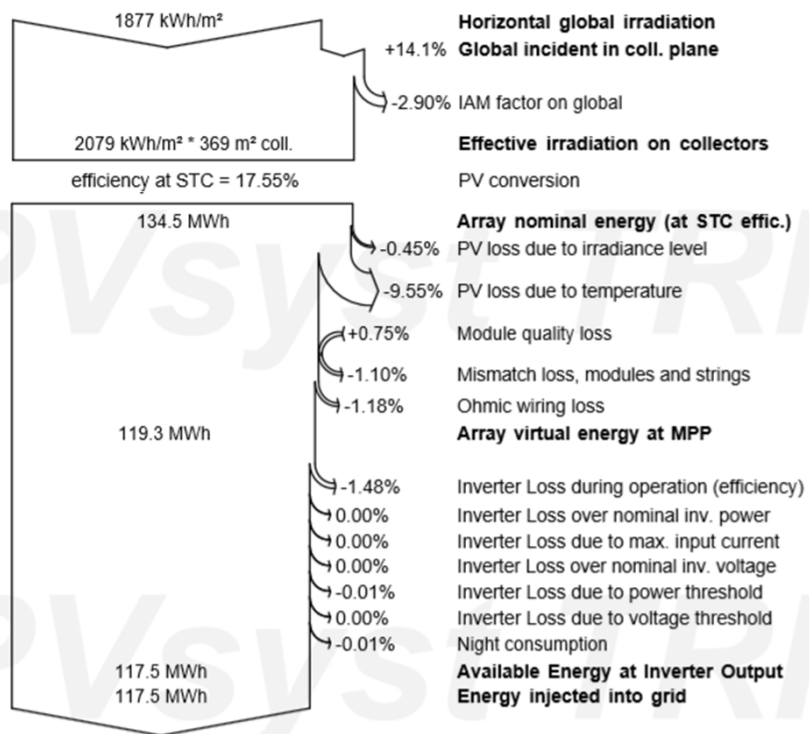 1877 kWh/m² Horizontal global irradiation
+14.1% Global incident in coll. plane
-2.90% IAM factor on global
2079 kWh/m² * 369 m² coll. Effective irradiation on collectors
efficiency at STC = 17.55% PV conversion
134.5 MWh Array nominal energy (at STC effic.)
-0.45% PV loss due to irradiance level
-9.55% PV loss due to temperature
+0.75% Module quality loss
-1.10% Mismatch loss, modules and strings
-1.18% Ohmic wiring loss
119.3 MWh Array virtual energy at MPP
-1.48% Inverter Loss during operation (efficiency)
0.00% Inverter Loss over nominal inv. power
0.00% Inverter Loss due to max. input current
0.00% Inverter Loss over nominal inv. voltage
-0.01% Inverter Loss due to power threshold
0.00% Inverter Loss due to voltage threshold
-0.01% Night consumption
117.5 MWh Available Energy at Inverter Output
117.5 MWh Energy injected into grid
PVsyst TRI
PVsyst TRI